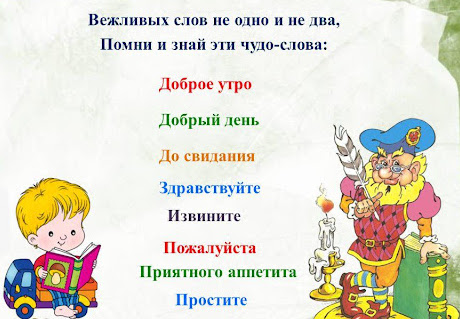 Вежливых слов не одно и не два,
Помни и знай эти чудо-слова:
Доброе утро
Добрый день
До свидания
Здравствуйте
Извините
Пожалуйста
Приятного аппетита
Простите